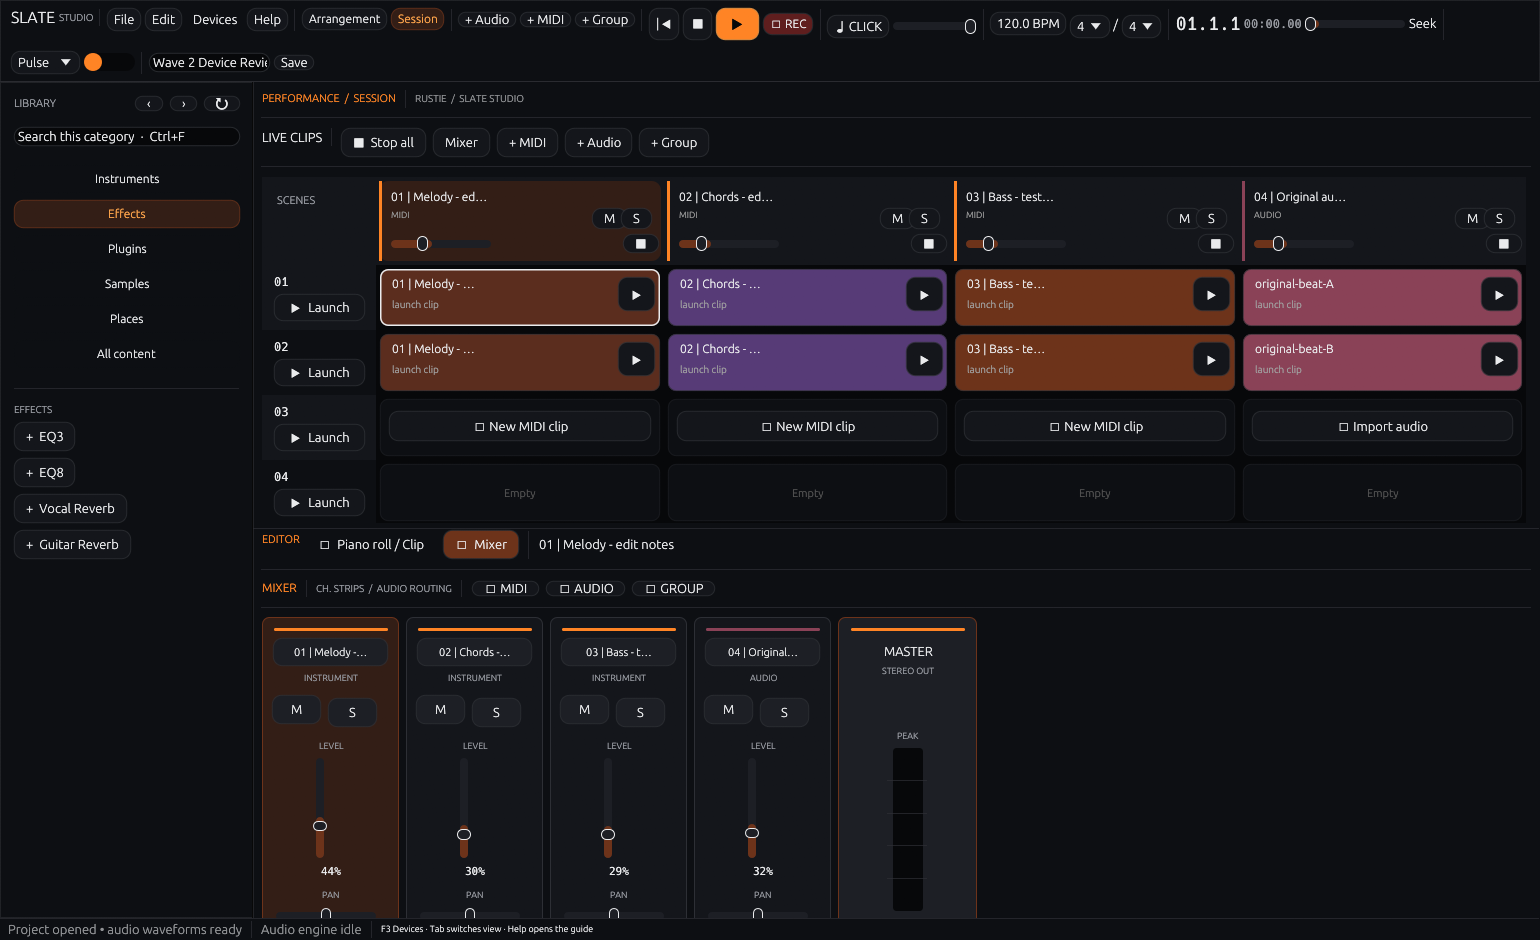 SLATE STUDIO File Edit Devices Help Arrangement Session + Audio + MIDI + Group REC CLICK 120.0 BPM 4 / 4 01.1.1 00:00.00 Seek
Pulse Wave 2 Device Revie Save
LIBRARY ‹ ›
Search this category · Ctrl+F
Instruments
Effects
Plugins
Samples
Places
All content
EFFECTS
+ EQ3
+ EQ8
+ Vocal Reverb
+ Guitar Reverb
PERFORMANCE / SESSION RUSTIE / SLATE STUDIO
LIVE CLIPS Stop all Mixer + MIDI + Audio + Group
SCENES
01 | Melody - ed…
MIDI
M S
02 | Chords - ed…
MIDI
M S
03 | Bass - test…
MIDI
M S
04 | Original au…
AUDIO
M S
01
Launch
01 | Melody - …
launch clip
02 | Chords - …
launch clip
03 | Bass - te…
launch clip
original-beat-A
launch clip
02
Launch
01 | Melody - …
launch clip
02 | Chords - …
launch clip
03 | Bass - te…
launch clip
original-beat-B
launch clip
03
Launch
New MIDI clip New MIDI clip New MIDI clip Import audio
04
Launch
Empty Empty Empty Empty
EDITOR Piano roll / Clip Mixer 01 | Melody - edit notes
MIXER CH. STRIPS / AUDIO ROUTING MIDI AUDIO GROUP
01 | Melody -…
INSTRUMENT
M S
LEVEL
44%
PAN
02 | Chords -…
INSTRUMENT
M S
LEVEL
30%
PAN
03 | Bass - t…
INSTRUMENT
M S
LEVEL
29%
PAN
04 | Original…
AUDIO
M S
LEVEL
32%
PAN
MASTER
STEREO OUT
PEAK
Project opened • audio waveforms ready Audio engine idle F3 Devices · Tab switches view · Help opens the guide